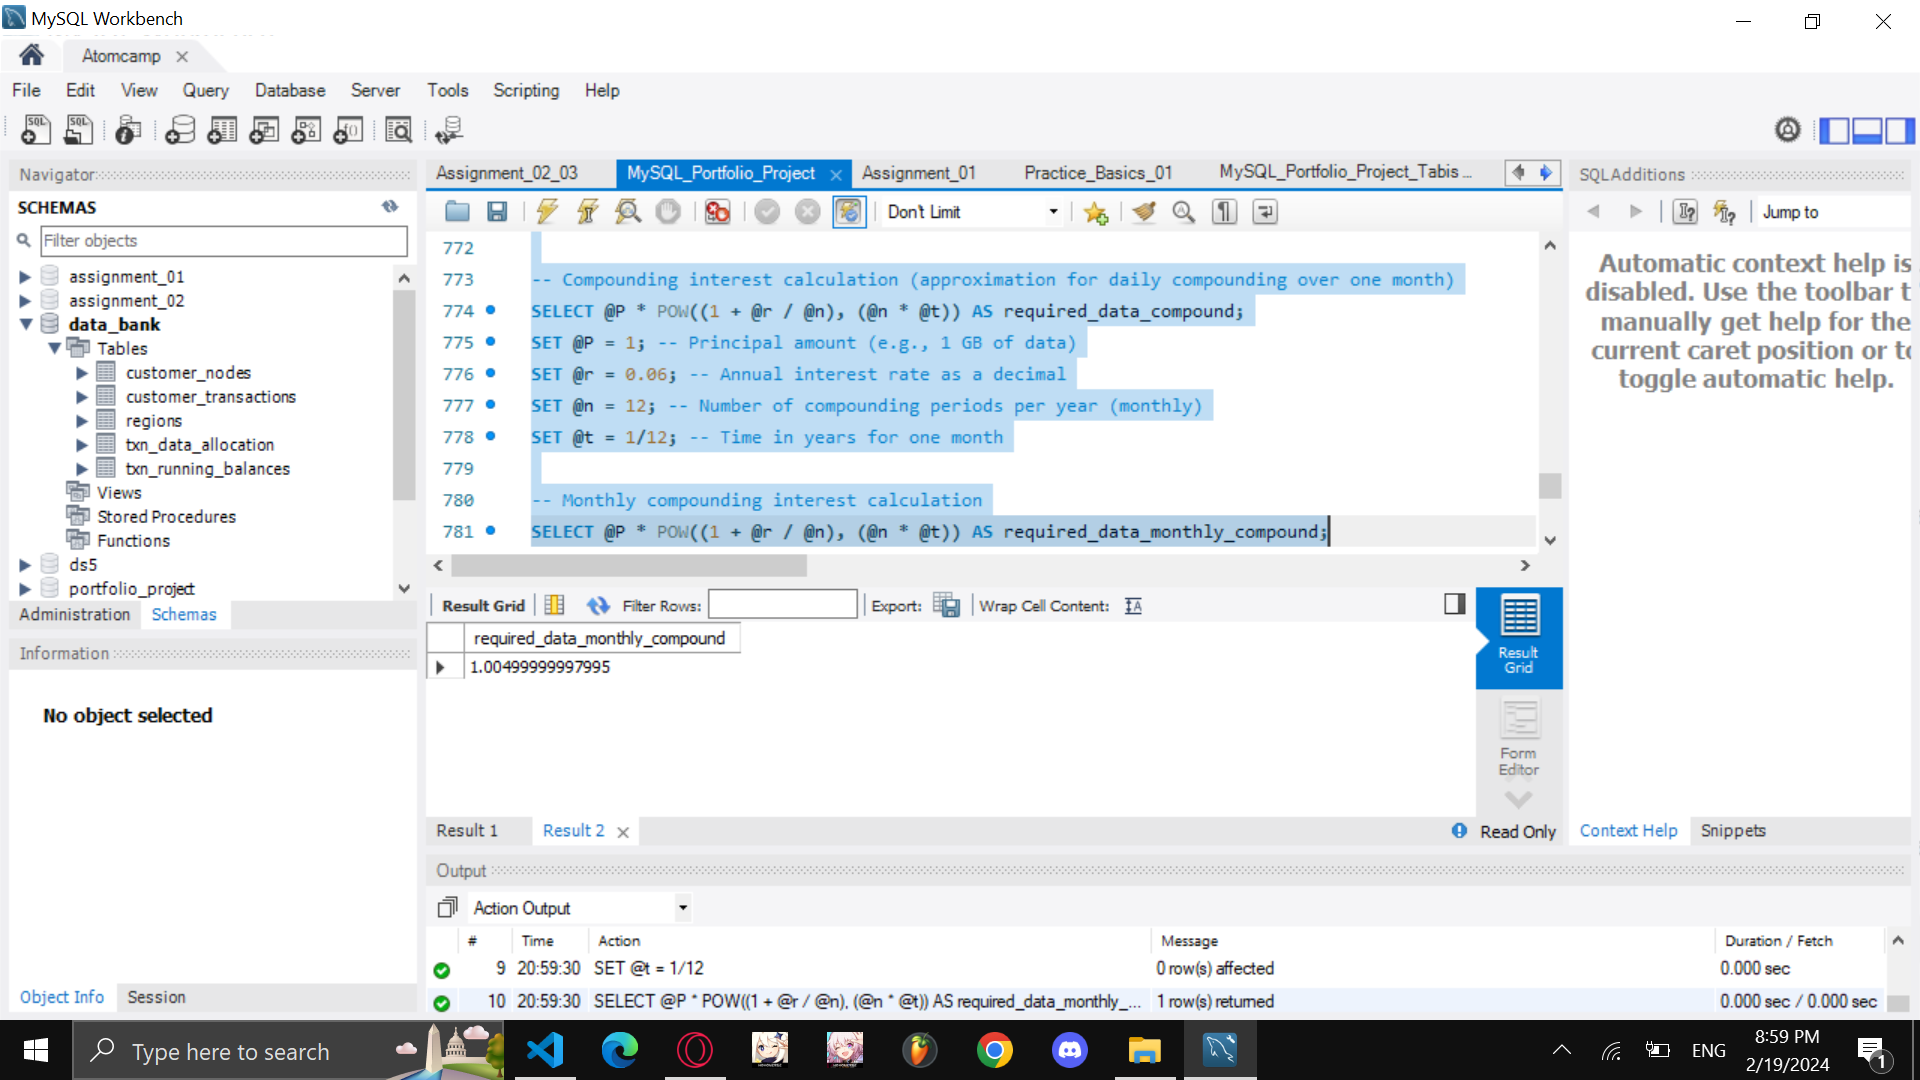 MySQL Workbench
Atomcamp
File Edit View Query Database Server Tools Scripting Help
Navigator
SCHEMAS
Filter objects
assignment_01
assignment_02
data_bank
Tables
customer_nodes
customer_transactions
regions
txn_data_allocation
txn_running_balances
Views
Stored Procedures
Functions
ds5
portfolio_project
Administration Schemas
Information
No object selected
Object Info Session
Assignment_02_03 MySQL_Portfolio_Project Assignment_01 Practice_Basics_01 MySQL_Portfolio_Project_Tabis...
Don't Limit
772
773 -- Compounding interest calculation (approximation for daily compounding over one month)
774 SELECT @P * POW((1 + @r / @n), (@n * @t)) AS required_data_compound;
775 SET @P = 1; -- Principal amount (e.g., 1 GB of data)
776 SET @r = 0.06; -- Annual interest rate as a decimal
777 SET @n = 12; -- Number of compounding periods per year (monthly)
778 SET @t = 1/12; -- Time in years for one month
779
780 -- Monthly compounding interest calculation
781 SELECT @P * POW((1 + @r / @n), (@n * @t)) AS required_data_monthly_compound;
Result Grid Filter Rows: Export: Wrap Cell Content:
required_data_monthly_compound
1.00499999997995
Result Grid
Form Editor
Result 1 Result 2 Read Only
SQLAdditions
Jump to
Automatic context help is
disabled. Use the toolbar t
manually get help for the
current caret position or to
toggle automatic help.
Context Help Snippets
Output
Action Output
# Time Action Message Duration / Fetch
9 20:59:30 SET @t = 1/12 0 row(s) affected 0.000 sec
10 20:59:30 SELECT @P * POW((1 + @r / @n), (@n * @t)) AS required_data_monthly_... 1 row(s) returned 0.000 sec / 0.000 sec
Type here to search
ENG
8:59 PM
2/19/2024
1